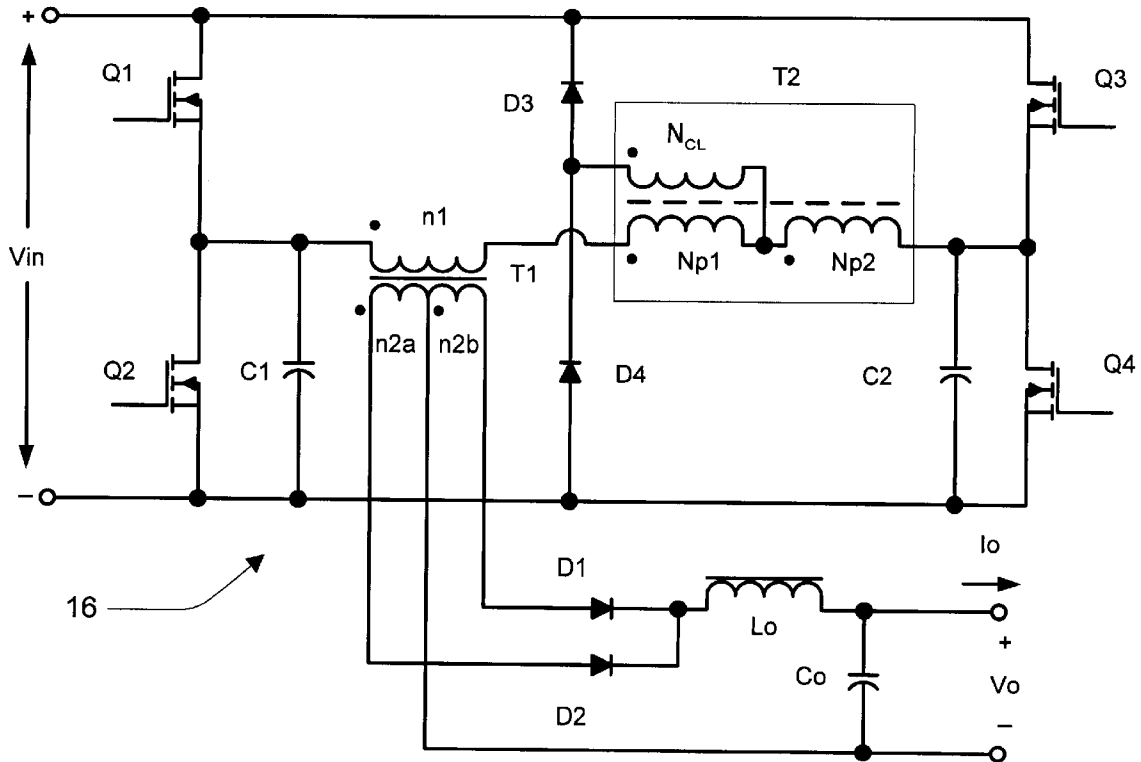 +
Q1
D3
T2
Q3
N_CL
n1
Vin
T1
Np1
Np2
n2a
n2b
Q2
C1
D4
C2
Q4
−
D1
Io
16
Lo
+
Co
Vo
D2
−